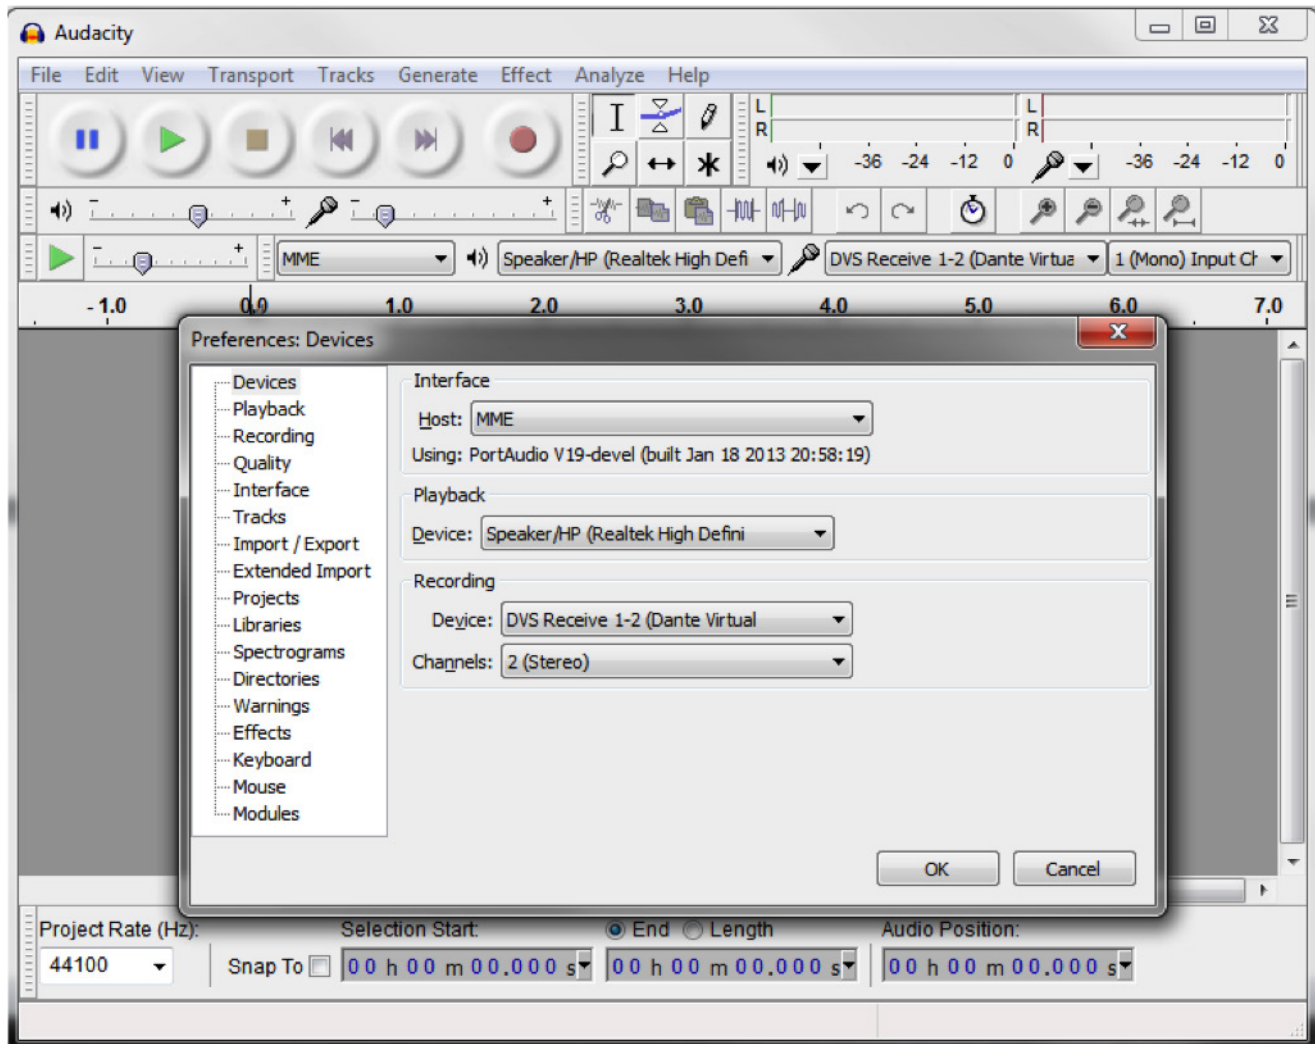 Audacity
File Edit View Transport Tracks Generate Effect Analyze Help
L
R
-36 -24 -12 0
L
R
-36 -24 -12 0
- +
- +
- +
MME
Speaker/HP (Realtek High Defi
DVS Receive 1-2 (Dante Virtua
1 (Mono) Input Ch
- 1.0 0.0 1.0 2.0 3.0 4.0 5.0 6.0 7.0
Preferences: Devices
Devices
Playback
Recording
Quality
Interface
Tracks
Import / Export
Extended Import
Projects
Libraries
Spectrograms
Directories
Warnings
Effects
Keyboard
Mouse
Modules
Interface
Host: MME
Using: PortAudio V19-devel (built Jan 18 2013 20:58:19)
Playback
Device: Speaker/HP (Realtek High Defini
Recording
Device: DVS Receive 1-2 (Dante Virtual
Channels: 2 (Stereo)
OK Cancel
Project Rate (Hz): Selection Start: End Length Audio Position:
44100 Snap To 00 h 00 m 00.000 s 00 h 00 m 00.000 s 00 h 00 m 00.000 s